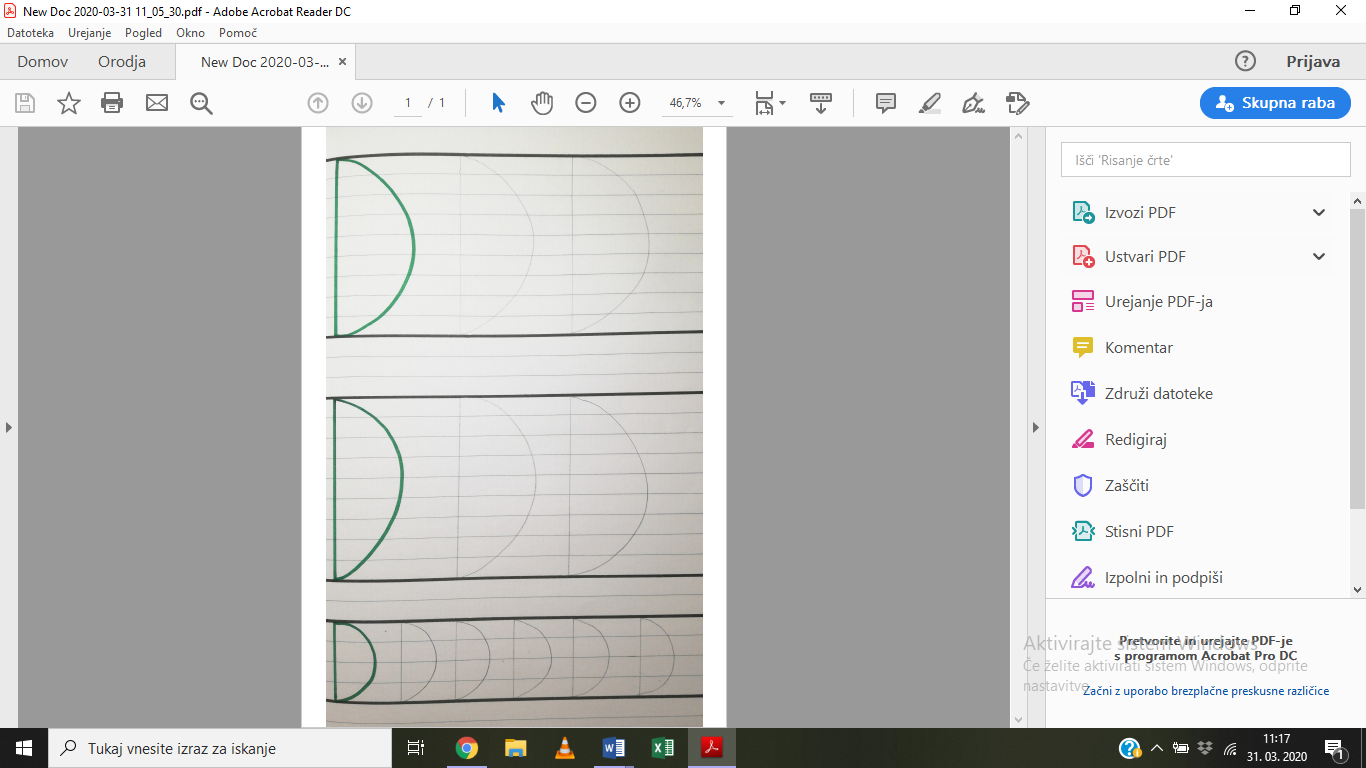 New Doc 2020-03-31 11_05_30.pdf - Adobe Acrobat Reader DC
Datoteka Urejanje Pogled Okno Pomoč
Domov Orodja New Doc 2020-03-... × ? Prijava
1 / 1 46,7% Skupna raba
Išči 'Risanje črte'
Izvozi PDF
Ustvari PDF
Urejanje PDF-ja
Komentar
Združi datoteke
Redigiraj
Zaščiti
Stisni PDF
Izpolni in podpiši
D
D
D
D
D
D
D D D D D D
Pretvorite in urejajte PDF-je
s programom Acrobat Pro DC
Začni z uporabo brezplačne preskusne različice
Aktivirajte sistem Windows
Če želite aktivirati sistem Windows, odprite
nastavitve.
Tukaj vnesite izraz za iskanje
11:17
31. 03. 2020
1